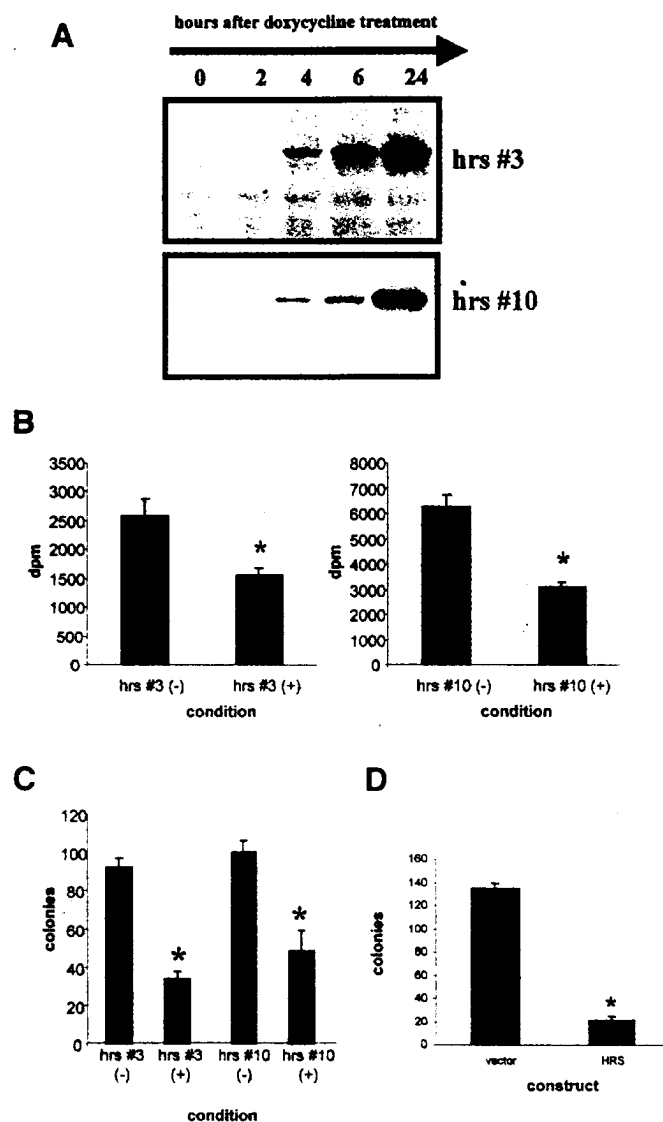 A
hours after doxycycline treatment
0 2 4 6 24
hrs #3
hrs #10
B
3500
3000
2500
2000
1500
1000
500
0
dpm
*
hrs #3 (-) hrs #3 (+)
condition
8000
7000
6000
5000
4000
3000
2000
1000
0
dpm
*
hrs #10 (-) hrs #10 (+)
condition
C
120
100
80
60
40
20
0
colonies
*
*
hrs #3 hrs #3 hrs #10 hrs #10
(-) (+) (-) (+)
condition
D
160
140
120
100
80
60
40
20
0
colonies
*
vector HRS
construct